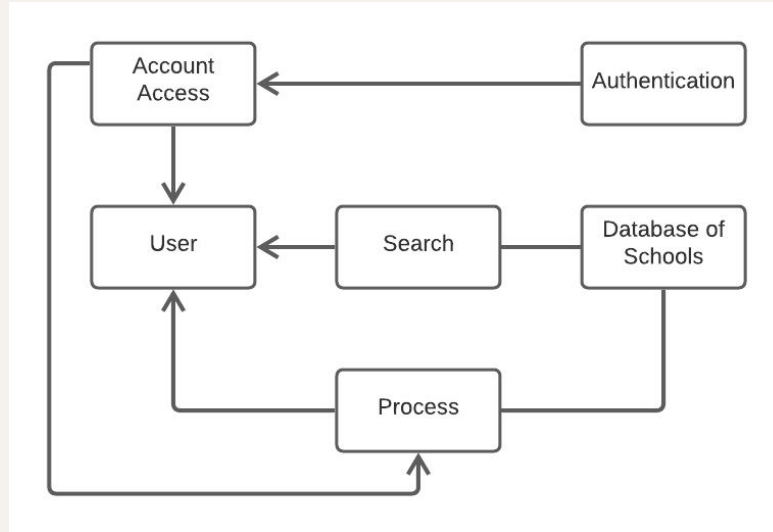 Account
Access
Authentication
User
Search
Database of
Schools
Process